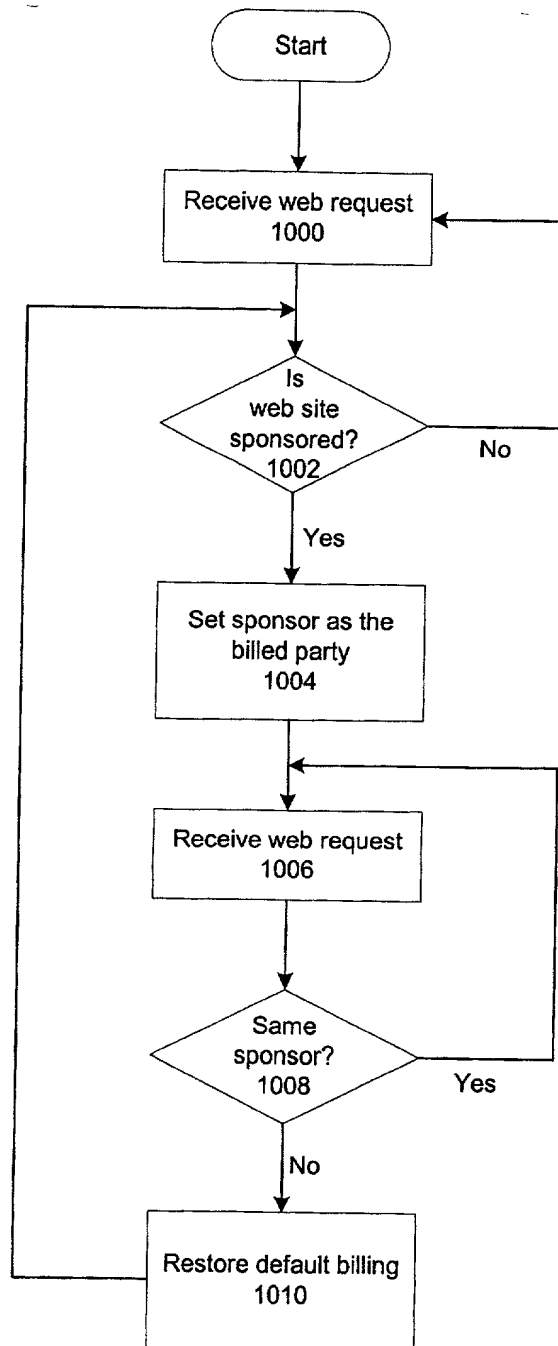 Start
Receive web request
1000
Is
web site
sponsored?
1002
No
Yes
Set sponsor as the
billed party
1004
Receive web request
1006
Same
sponsor?
1008
Yes
No
Restore default billing
1010